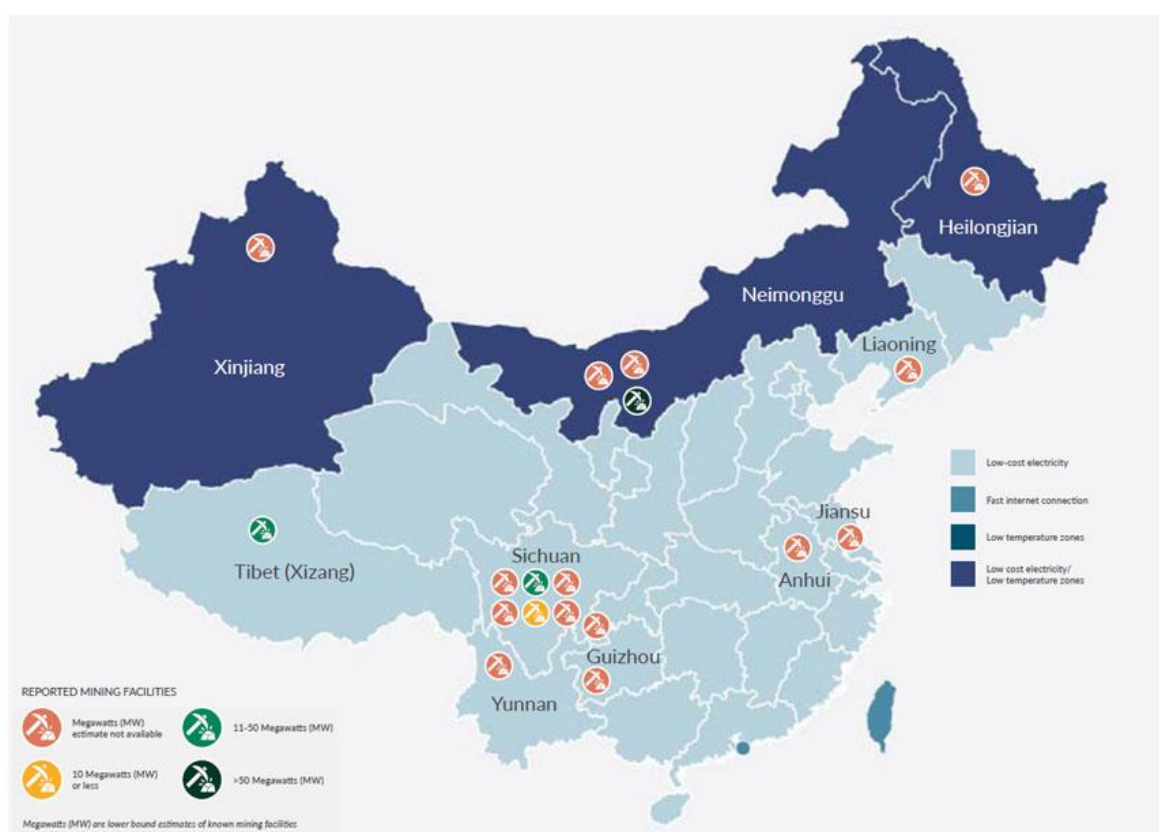 Heilongjian
Neimonggu
Liaoning
Xinjiang
Low-cost electricity
Fast internet connection
Jiansu
Low temperature zones
Sichuan
Tibet (Xizang)
Anhui
Low cost electricity/
Low temperature zones
Guizhou
Yunnan
REPORTED MINING FACILITIES
Megawatts (MW)
estimate not available
11-50 Megawatts (MW)
10 Megawatts (MW)
or less
>50 Megawatts (MW)
Megawatts (MW) are lower bound estimates of known mining facilities